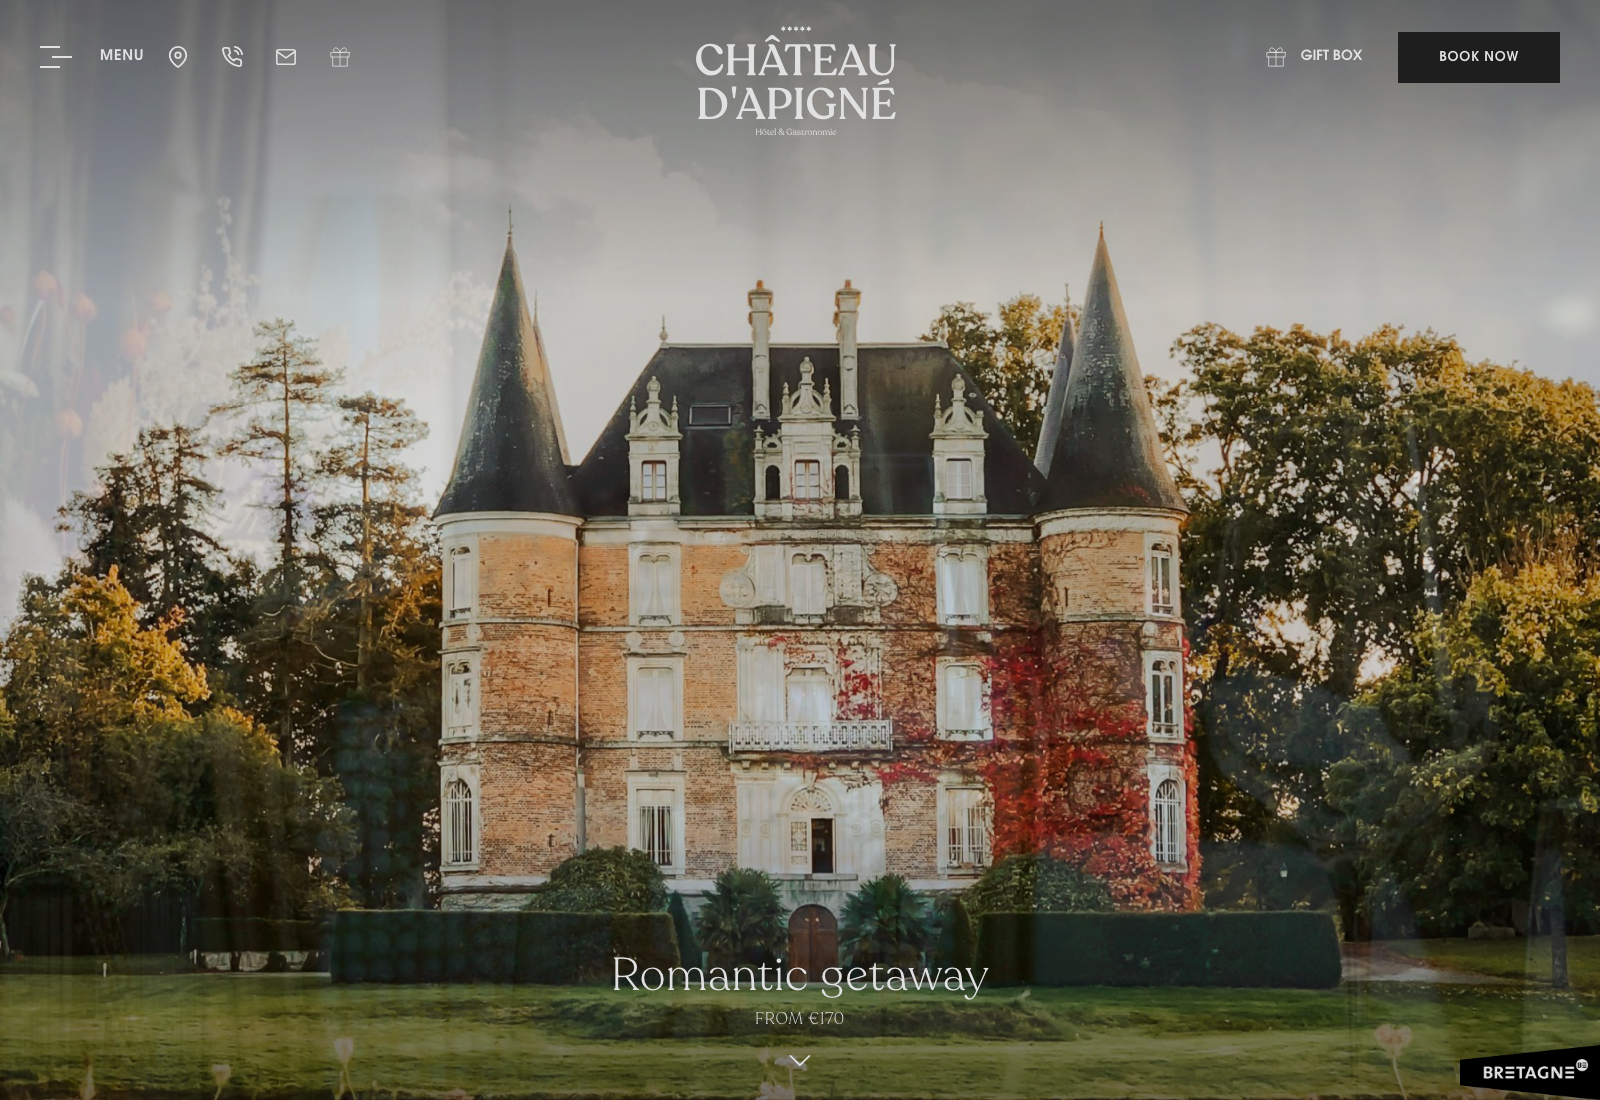 MENU
CHÂTEAU
D'APIGNÉ
Hôtel & Gastronomie
GIFT BOX
BOOK NOW
Romantic getaway
FROM €170
BRETAGNE